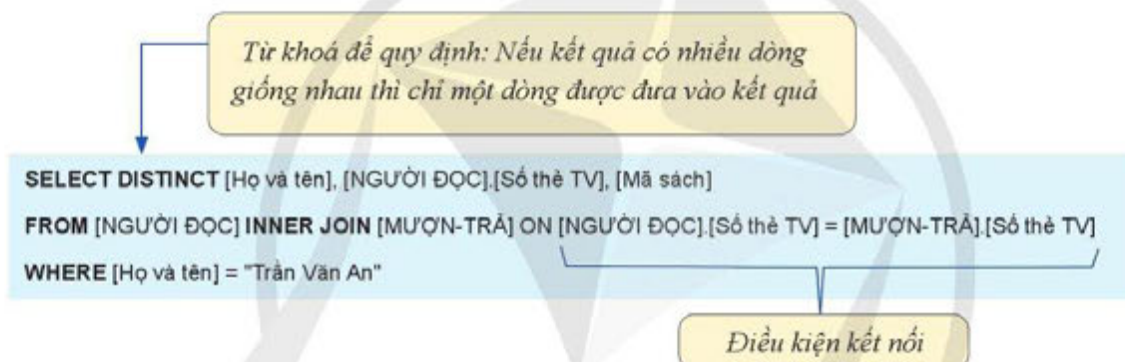 Từ khoá để quy định: Nếu kết quả có nhiều dòng
giống nhau thì chỉ một dòng được đưa vào kết quả
SELECT DISTINCT [Họ và tên], [NGƯỜI ĐỌC].[Số thẻ TV], [Mã sách]
FROM [NGƯỜI ĐỌC] INNER JOIN [MƯỢN-TRẢ] ON [NGƯỜI ĐỌC].[Số thẻ TV] = [MƯỢN-TRẢ].[Số thẻ TV]
WHERE [Họ và tên] = "Trần Văn An"
Điều kiện kết nối